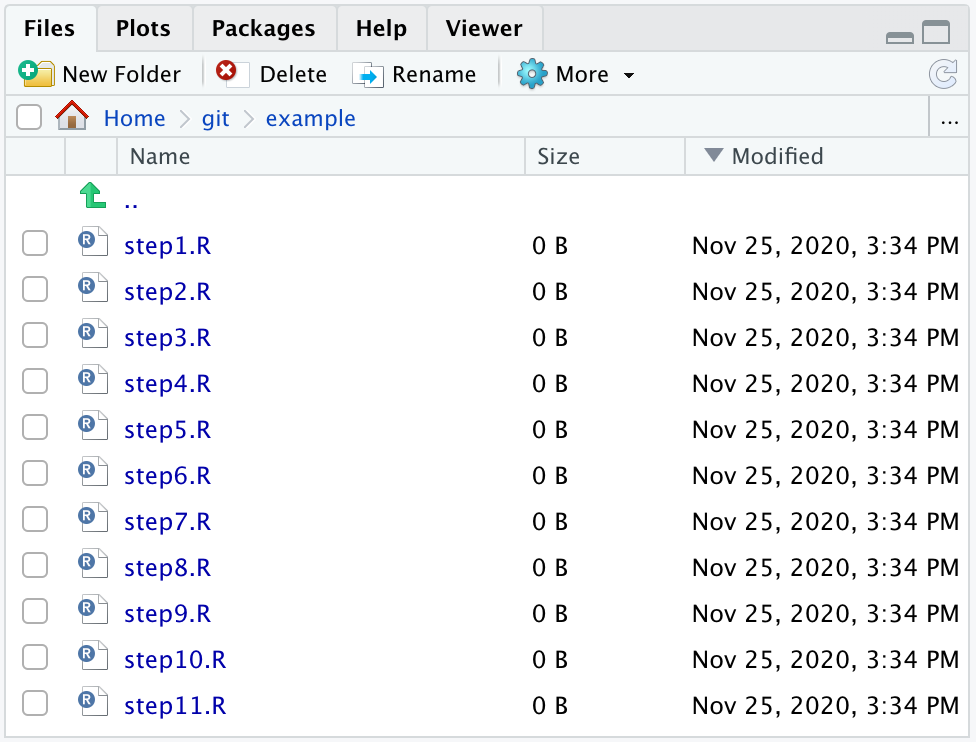 Files Plots Packages Help Viewer
New Folder Delete Rename More
Home git example ...
Name Size Modified
..
R step1.R 0 B Nov 25, 2020, 3:34 PM
R step2.R 0 B Nov 25, 2020, 3:34 PM
R step3.R 0 B Nov 25, 2020, 3:34 PM
R step4.R 0 B Nov 25, 2020, 3:34 PM
R step5.R 0 B Nov 25, 2020, 3:34 PM
R step6.R 0 B Nov 25, 2020, 3:34 PM
R step7.R 0 B Nov 25, 2020, 3:34 PM
R step8.R 0 B Nov 25, 2020, 3:34 PM
R step9.R 0 B Nov 25, 2020, 3:34 PM
R step10.R 0 B Nov 25, 2020, 3:34 PM
R step11.R 0 B Nov 25, 2020, 3:34 PM